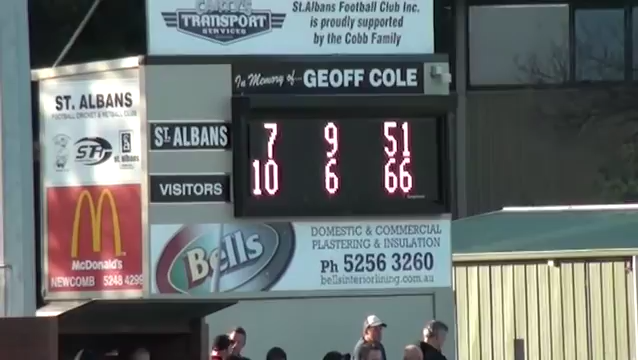 TRANSPORT
SERVICES
St.Albans Football Club Inc.
is proudly supported
by the Cobb Family
In Memory of... GEOFF COLE
ST. ALBANS
FOOTBALL CRICKET & NETBALL CLUB
ST. ALBANS 7 9 51
VISITORS 10 6 66
McDonald's
NEWCOMB 5248 4299
Bells
DOMESTIC & COMMERCIAL
PLASTERING & INSULATION
Ph 5256 3260
bellsinteriorlining.com.au